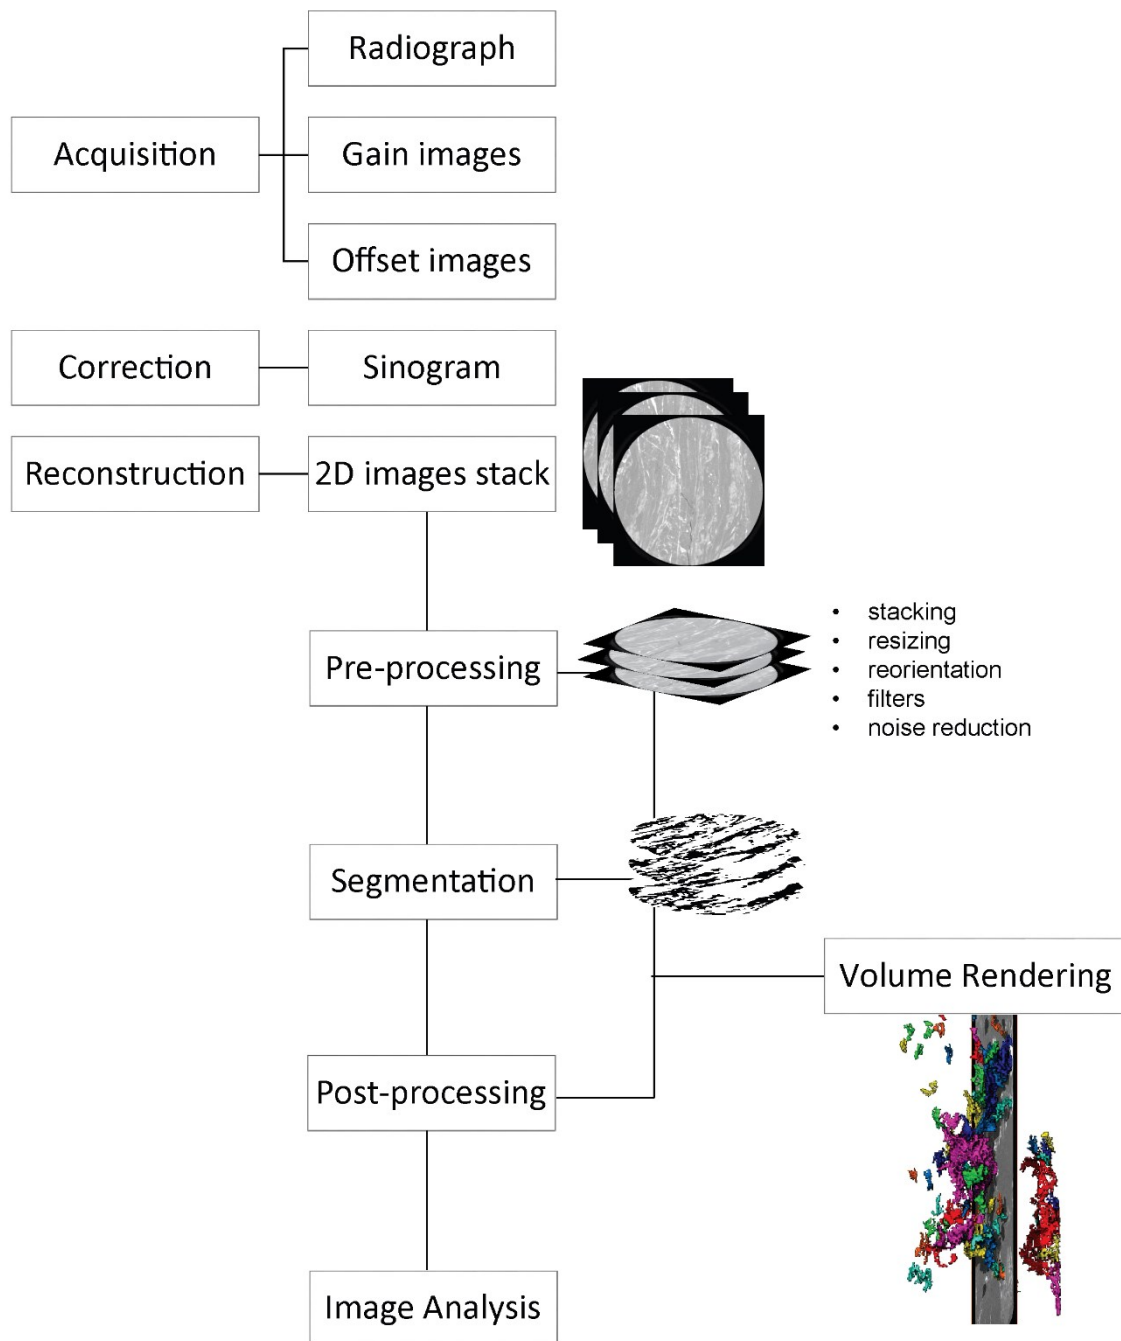 Radiograph
Acquisition
Gain images
Offset images
Correction
Sinogram
Reconstruction
2D images stack
Pre-processing
• stacking
• resizing
• reorientation
• filters
• noise reduction
Segmentation
Volume Rendering
Post-processing
Image Analysis